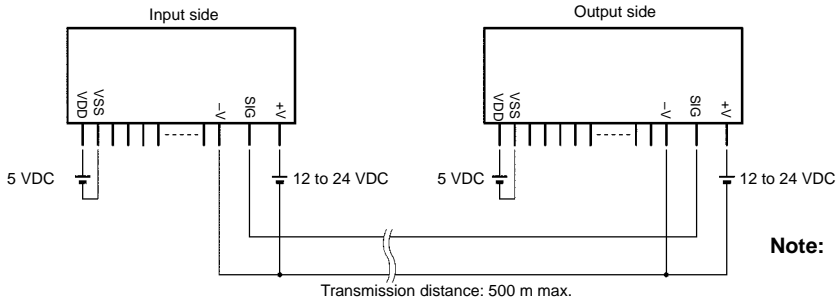 Input side
Output side
VDD
VSS
–V
SIG
+V
VDD
VSS
–V
SIG
+V
5 VDC
12 to 24 VDC
5 VDC
12 to 24 VDC
Note:
Transmission distance: 500 m max.